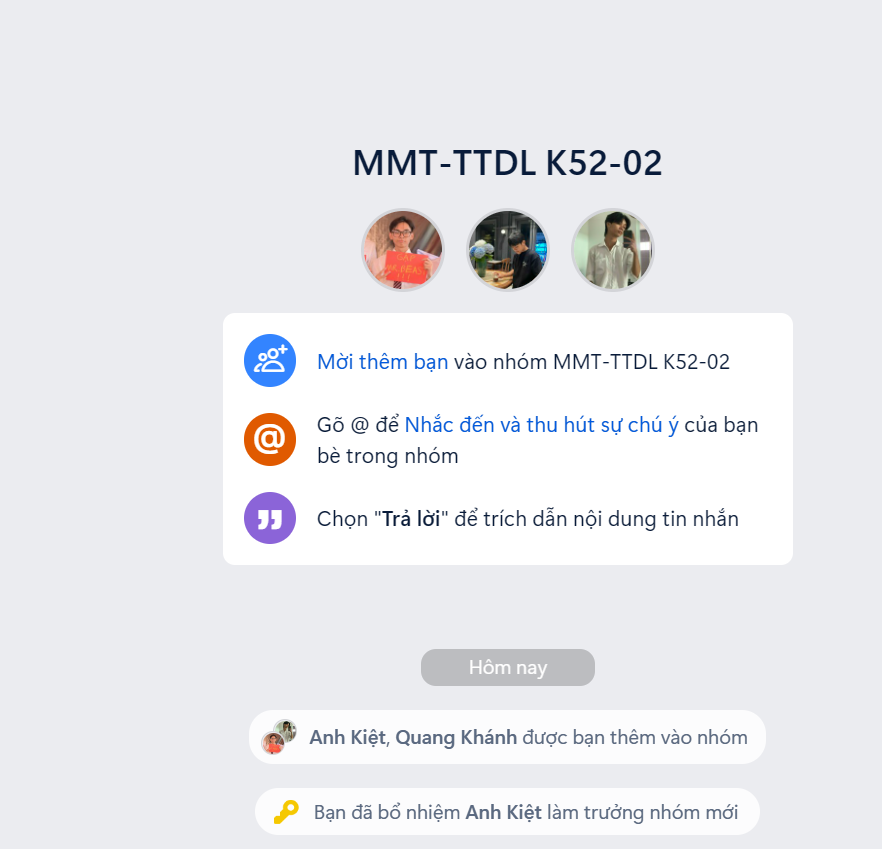 MMT-TTDL K52-02
Mời thêm bạn vào nhóm MMT-TTDL K52-02
Gõ @ để Nhắc đến và thu hút sự chú ý của bạn
bè trong nhóm
Chọn "Trả lời" để trích dẫn nội dung tin nhắn
Hôm nay
Anh Kiệt, Quang Khánh được bạn thêm vào nhóm
Bạn đã bổ nhiệm Anh Kiệt làm trưởng nhóm mới